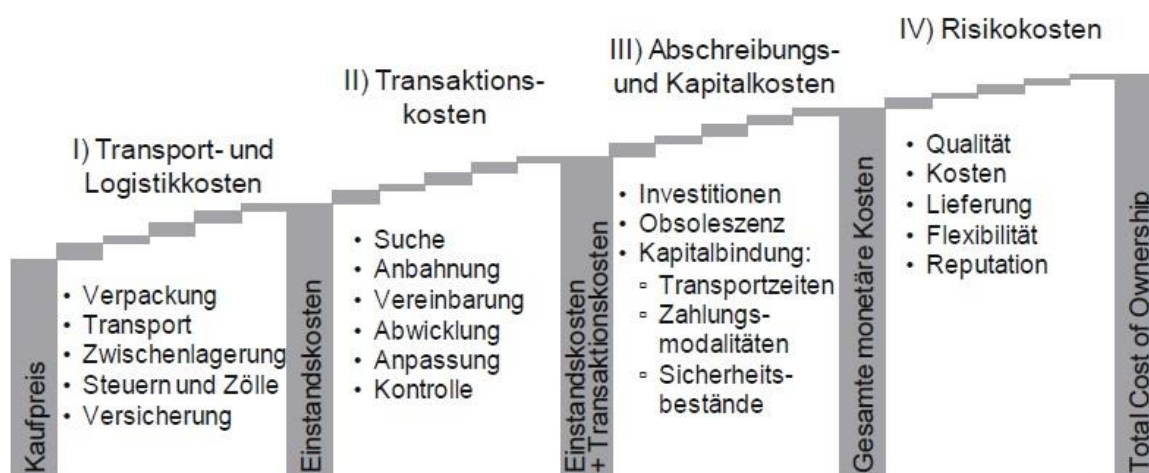 Kaufpreis
I) Transport- und
Logistikkosten
• Verpackung
• Transport
• Zwischenlagerung
• Steuern und Zölle
• Versicherung
Einstandskosten
II) Transaktions-
kosten
• Suche
• Anbahnung
• Vereinbarung
• Abwicklung
• Anpassung
• Kontrolle
Einstandskosten
+ Transaktionskosten
III) Abschreibungs-
und Kapitalkosten
• Investitionen
• Obsoleszenz
• Kapitalbindung:
▫ Transportzeiten
▫ Zahlungs-
modalitäten
▫ Sicherheits-
bestände
Gesamte monetäre Kosten
IV) Risikokosten
• Qualität
• Kosten
• Lieferung
• Flexibilität
• Reputation
Total Cost of Ownership